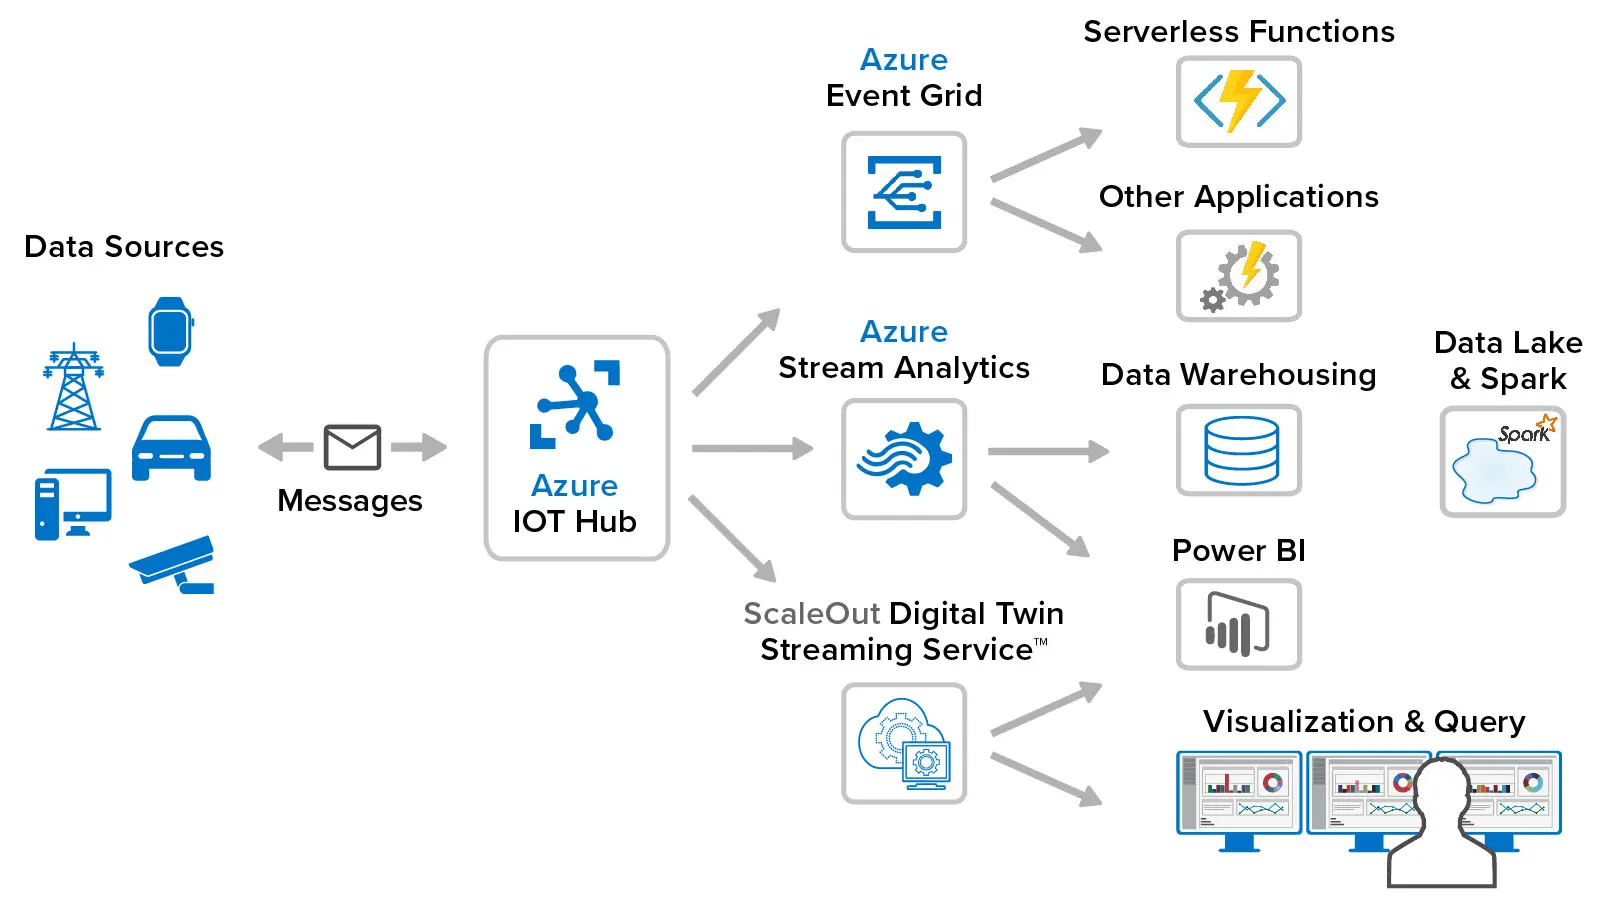 Serverless Functions
Azure
Event Grid
Other Applications
Data Sources
Azure
Stream Analytics
Data Warehousing
Data Lake
& Spark
Spark
Messages
Azure
IOT Hub
Power BI
ScaleOut Digital Twin
Streaming Service™
Visualization & Query